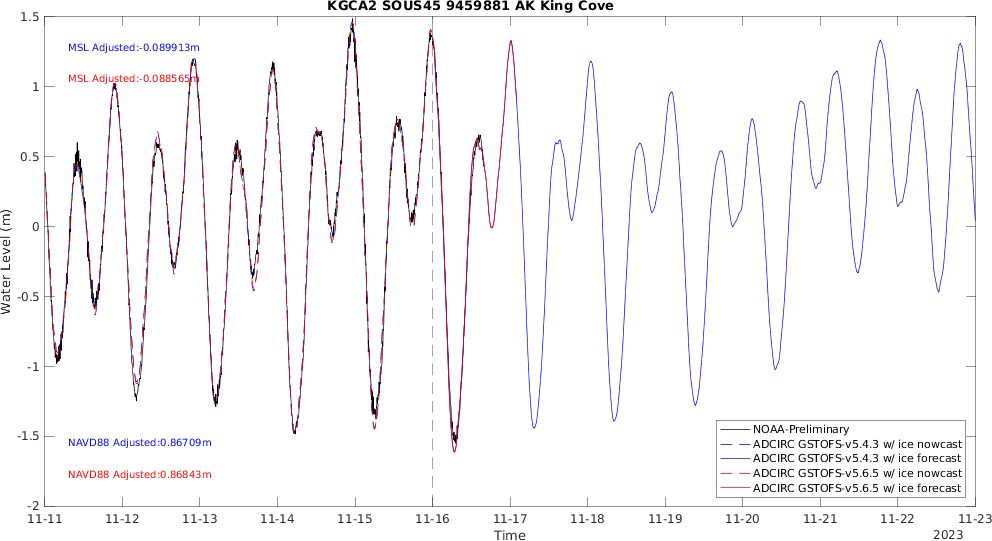 KGCA2 SOUS45 9459881 AK King Cove
1.5
1
0.5
0
-0.5
-1
-1.5
-2
Water Level (m)
MSL Adjusted:-0.089913m
MSL Adjusted:-0.088565m
NAVD88 Adjusted:0.86709m
NAVD88 Adjusted:0.86843m
NOAA-Preliminary
ADCIRC GSTOFS-v5.4.3 w/ ice nowcast
ADCIRC GSTOFS-v5.4.3 w/ ice forecast
ADCIRC GSTOFS-v5.6.5 w/ ice nowcast
ADCIRC GSTOFS-v5.6.5 w/ ice forecast
11-11 11-12 11-13 11-14 11-15 11-16 11-17 11-18 11-19 11-20 11-21 11-22 11-23
Time
2023